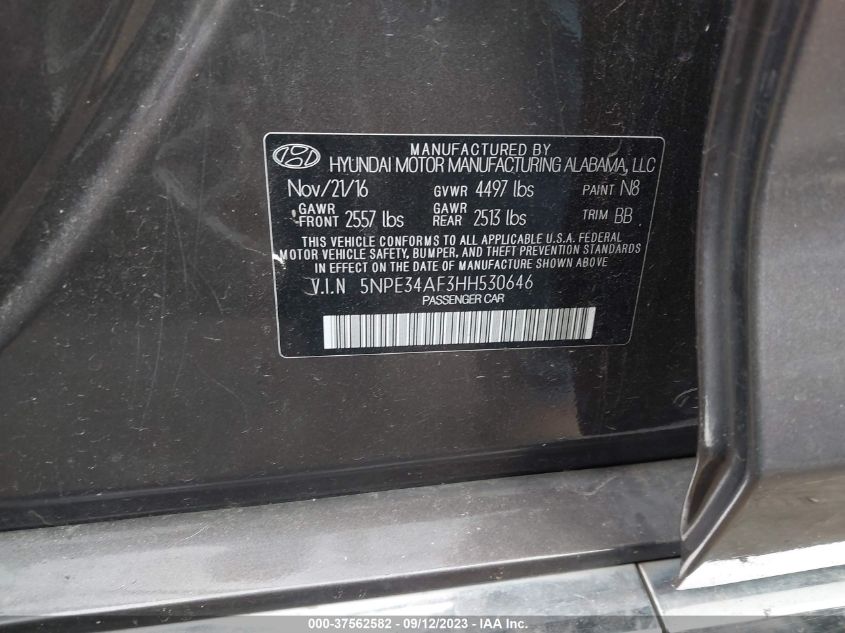 MANUFACTURED BY
HYUNDAI MOTOR MANUFACTURING ALABAMA, LLC
Nov/21/16 GVWR 4497 lbs PAINT N8
GAWR FRONT 2557 lbs GAWR REAR 2513 lbs TRIM BB
THIS VEHICLE CONFORMS TO ALL APPLICABLE U.S.A. FEDERAL
MOTOR VEHICLE SAFETY, BUMPER, AND THEFT PREVENTION STANDARDS
IN EFFECT ON THE DATE OF MANUFACTURE SHOWN ABOVE
V.I.N 5NPE34AF3HH530646
PASSENGER CAR
000-37562582 - 09/12/2023 - IAAI.com